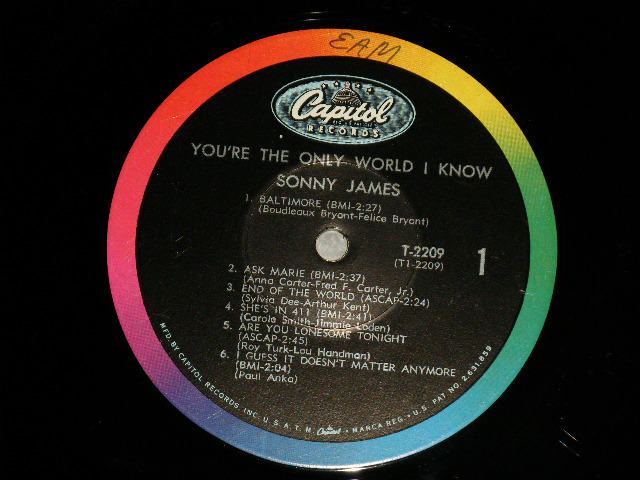 EAM
Capitol
RECORDS
YOU'RE THE ONLY WORLD I KNOW
SONNY JAMES
1. BALTIMORE (BMI-2:27)
(Boudleaux Bryant-Felice Bryant)
T-2209
(T1-2209)
1
2. ASK MARIE (BMI-2:37)
(Anna Carter-Fred F. Carter, Jr.)
3. END OF THE WORLD (ASCAP-2:24)
(Sylvia Dee-Arthur Kent)
4. SHE'S IN 411 (BMI-2:41)
(Carole Smith-Jimmie Loden)
5. ARE YOU LONESOME TONIGHT
(ASCAP-2:45)
(Roy Turk-Lou Handman)
6. I GUESS IT DOESN'T MATTER ANYMORE
(BMI-2:04)
(Paul Anka)
MFD. BY CAPITOL RECORDS, INC. U.S.A. T.M. Capitol MARCA REG. • U.S. PAT. NO. 2,631,859